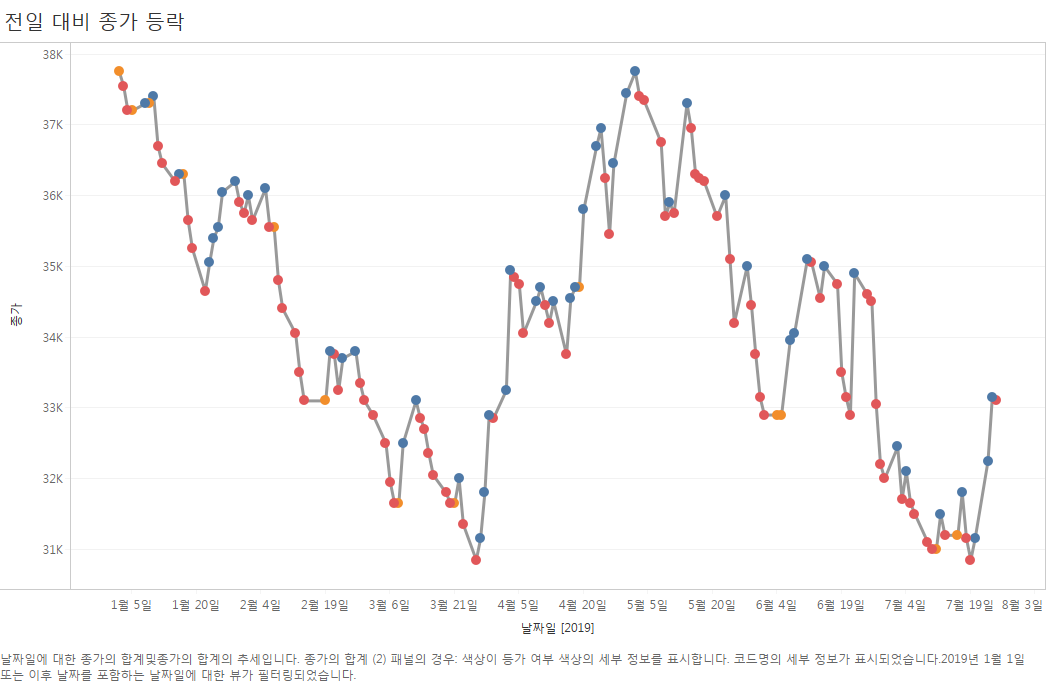 전일 대비 종가 등락
38K
37K
36K
35K
34K
33K
32K
31K
종가
1월 5일 1월 20일 2월 4일 2월 19일 3월 6일 3월 21일 4월 5일 4월 20일 5월 5일 5월 20일 6월 4일 6월 19일 7월 4일 7월 19일 8월 3일
날짜일 [2019]
날짜일에 대한 종가의 합계및종가의 합계의 추세입니다. 종가의 합계 (2) 패널의 경우: 색상이 등가 여부 색상의 세부 정보를 표시합니다. 코드명의 세부 정보가 표시되었습니다.2019년 1월 1일
또는 이후 날짜를 포함하는 날짜일에 대한 뷰가 필터링되었습니다.